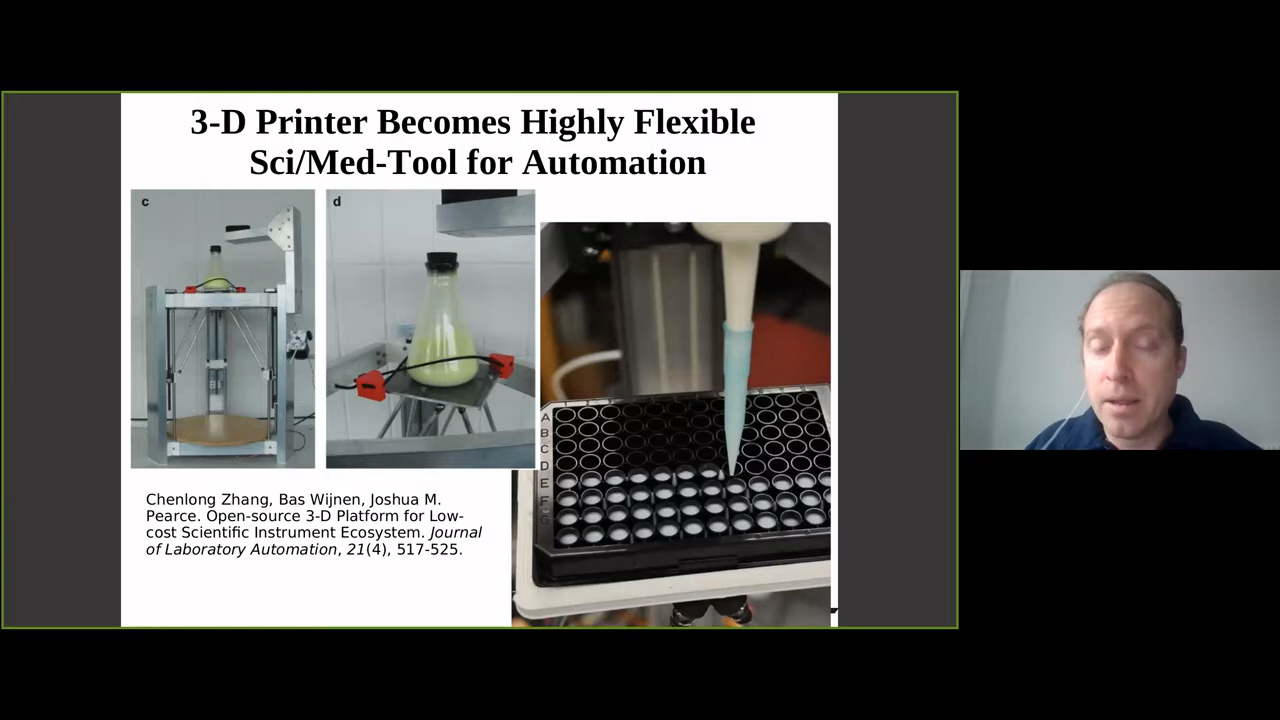 3-D Printer Becomes Highly Flexible
Sci/Med-Tool for Automation
c
d
A
B
C
D
E
F
G
Chenlong Zhang, Bas Wijnen, Joshua M.
Pearce. Open-source 3-D Platform for Low-
cost Scientific Instrument Ecosystem. Journal
of Laboratory Automation, 21(4), 517-525.